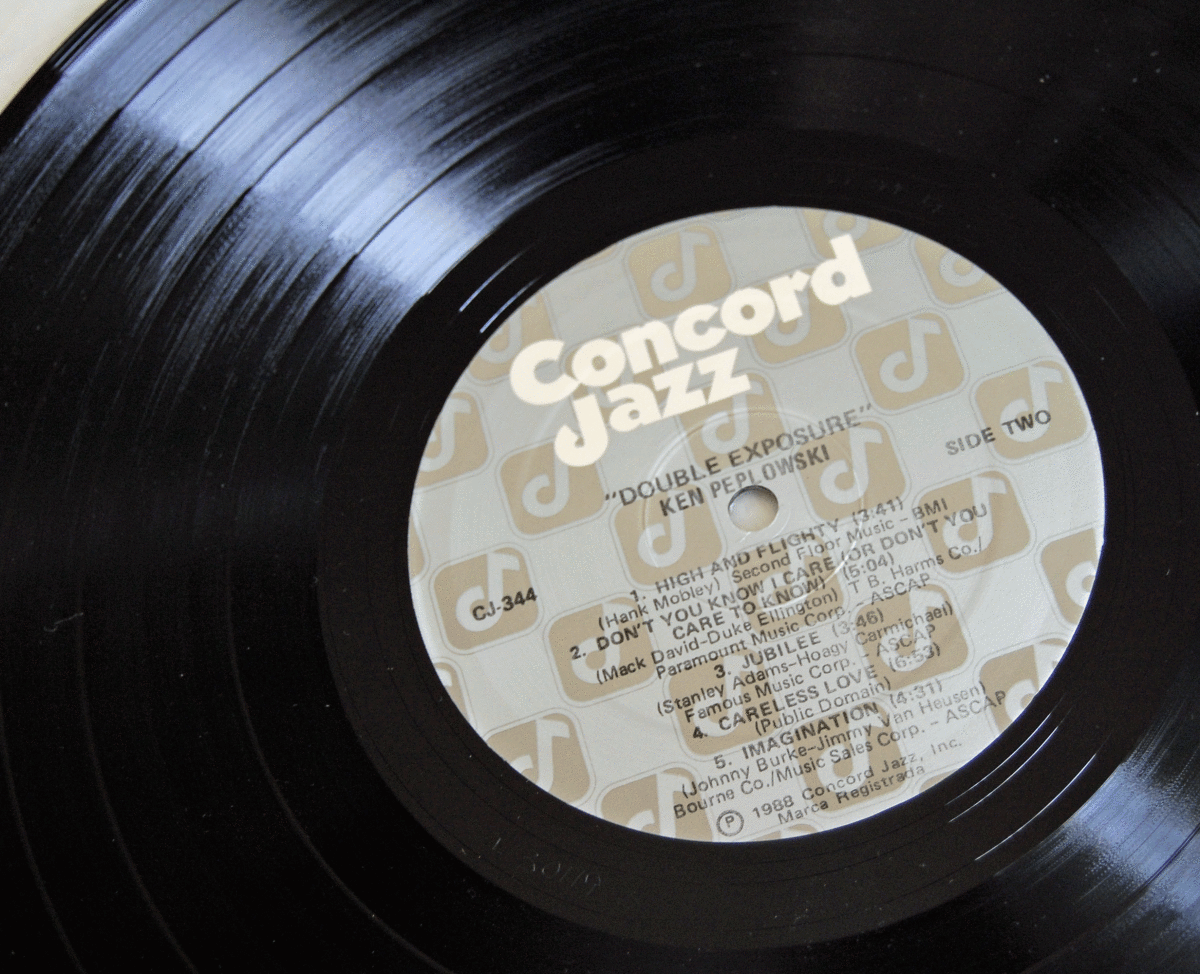 Concord
Jazz
"DOUBLE EXPOSURE"
KEN PEPLOWSKI
SIDE TWO
CJ-344
1. HIGH AND FLIGHTY (3:41)
(Hank Mobley) Second Floor Music - BMI
2. DON'T YOU KNOW I CARE (OR DON'T YOU
CARE TO KNOW) (5:04)
(Mack David-Duke Ellington) T. B. Harms Co./
Paramount Music Corp. - ASCAP
3. JUBILEE (3:46)
(Stanley Adams-Hoagy Carmichael)
Famous Music Corp. - ASCAP
4. CARELESS LOVE (6:53)
(Public Domain)
5. IMAGINATION (4:31)
(Johnny Burke-Jimmy Van Heusen)
Bourne Co./Music Sales Corp. - ASCAP
Ⓟ 1988 Concord Jazz, Inc.
Marca Registrada